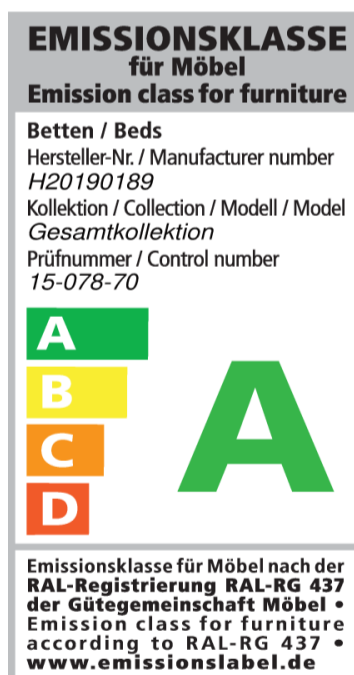 EMISSIONSKLASSE
für Möbel
Emission class for furniture
Betten / Beds
Hersteller-Nr. / Manufacturer number
H20190189
Kollektion / Collection / Modell / Model
Gesamtkollektion
Prüfnummer / Control number
15-078-70
A
B
C
D
A
Emissionsklasse für Möbel nach der
RAL-Registrierung RAL-RG 437
der Gütegemeinschaft Möbel •
Emission class for furniture
according to RAL-RG 437 •
www.emissionslabel.de